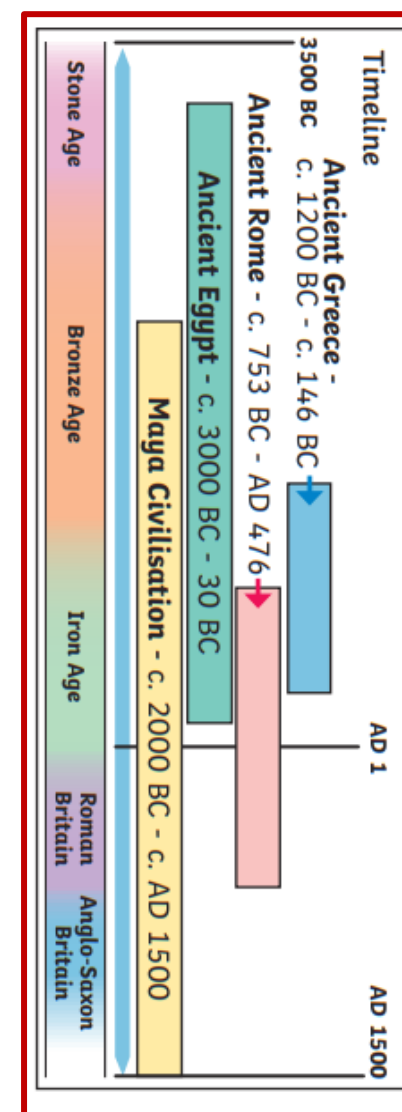 Timeline
3500 BC
AD 1
AD 1500
Ancient Greece -
c. 1200 BC - c. 146 BC
Ancient Rome - c. 753 BC - AD 476
Ancient Egypt - c. 3000 BC - 30 BC
Maya Civilisation - c. 2000 BC - c. AD 1500
Stone Age
Bronze Age
Iron Age
Roman
Britain
Anglo-Saxon
Britain